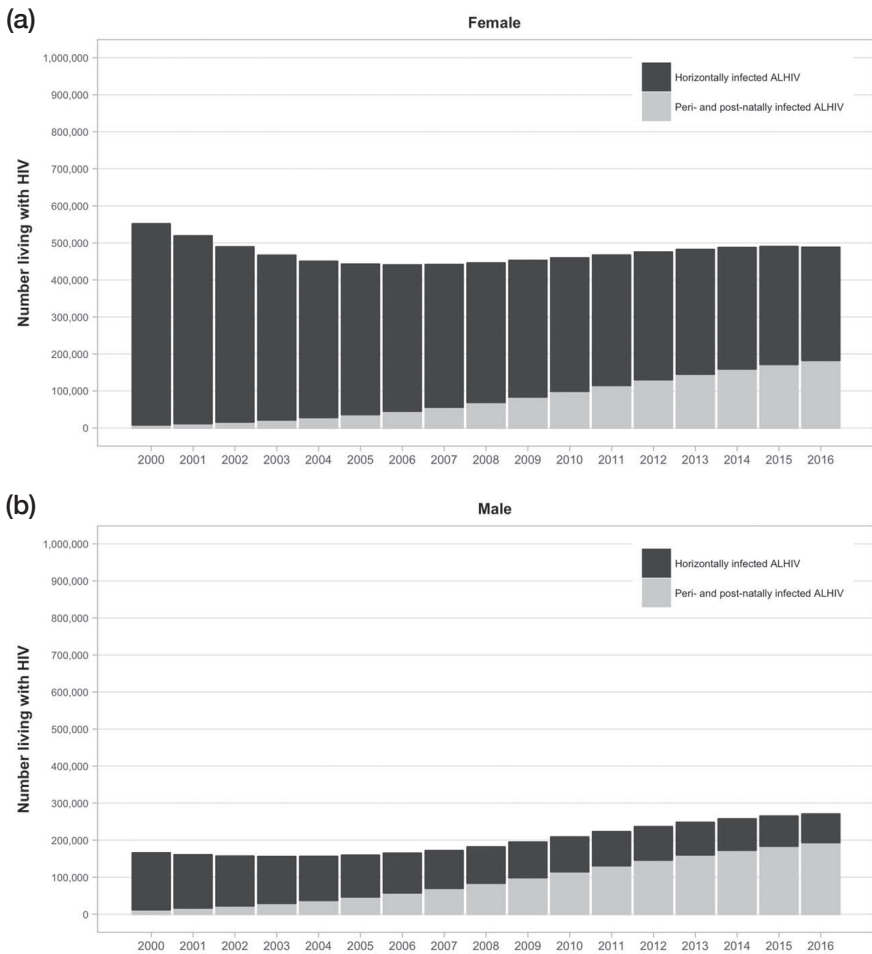 (a)
Female
1,000,000
900,000
800,000
700,000
600,000
500,000
400,000
300,000
200,000
100,000
0
Number living with HIV
Horizontally infected ALHIV
Peri- and post-natally infected ALHIV
2000 2001 2002 2003 2004 2005 2006 2007 2008 2009 2010 2011 2012 2013 2014 2015 2016
(b)
Male
1,000,000
900,000
800,000
700,000
600,000
500,000
400,000
300,000
200,000
100,000
0
Number living with HIV
Horizontally infected ALHIV
Peri- and post-natally infected ALHIV
2000 2001 2002 2003 2004 2005 2006 2007 2008 2009 2010 2011 2012 2013 2014 2015 2016